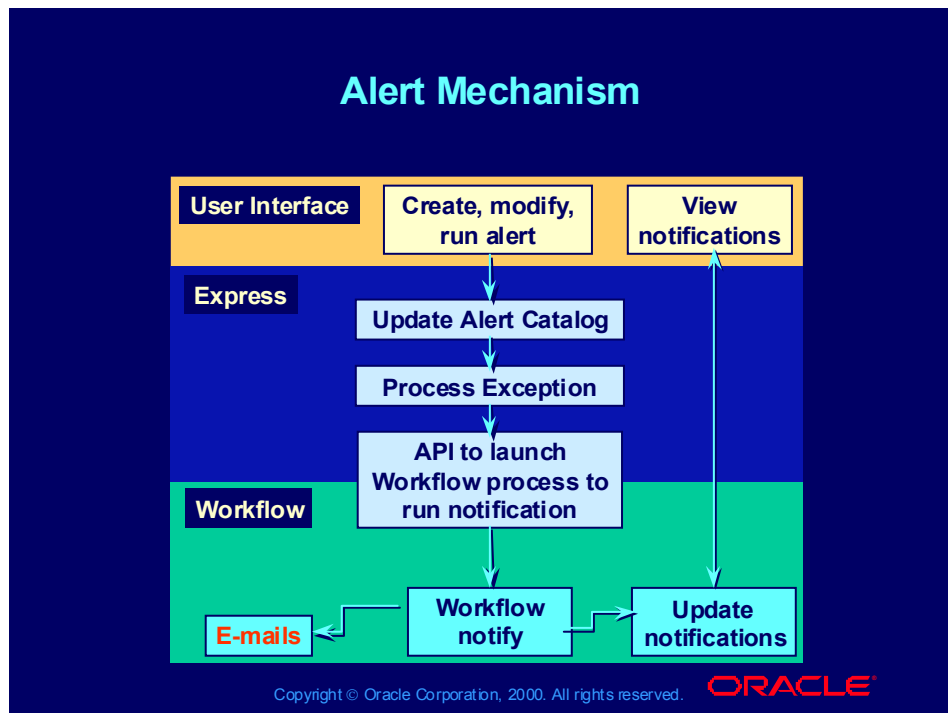 Alert Mechanism
User Interface
Create, modify,
run alert
View
notifications
Express
Update Alert Catalog
Process Exception
API to launch
Workflow process to
run notification
Workflow
Workflow
notify
Update
notifications
E-mails
Copyright © Oracle Corporation, 2000. All rights reserved.
ORACLE®